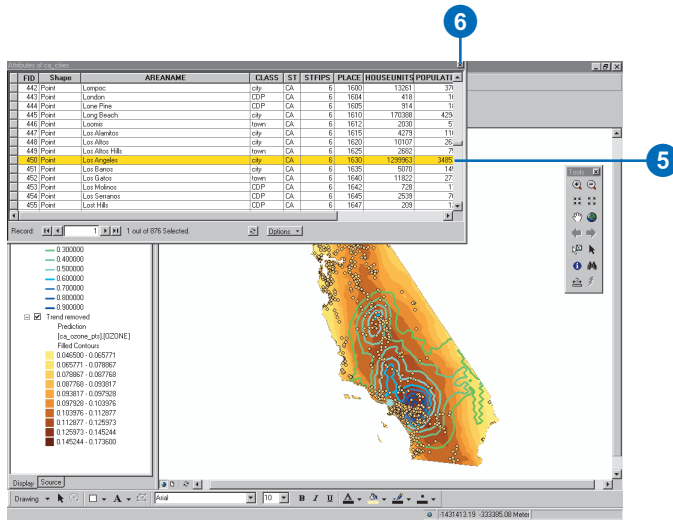 6
Attributes of ca_cities
FID Shape AREANAME CLASS ST STFIPS PLACE HOUSEUNITS POPULATI
442 Point Lompoc city CA 6 1600 13261
443 Point London CDP CA 6 1604 418
444 Point Lone Pine CDP CA 6 1605 914
445 Point Long Beach city CA 6 1610 170388
446 Point Loomis town CA 6 1612 2030
447 Point Los Alamitos city CA 6 1615 4279
448 Point Los Altos city CA 6 1620 10107
449 Point Los Altos Hills town CA 6 1625 2682
450 Point Los Angeles city CA 6 1630 1299963 3485
451 Point Los Banos city CA 6 1635 5070
452 Point Los Gatos town CA 6 1640 11822
453 Point Los Molinos CDP CA 6 1642 728
454 Point Los Serranos CDP CA 6 1645 2539
455 Point Lost Hills CDP CA 6 1647 209
5
Record: 1 1 out of 876 Selected. Options
Tools
0.300000
0.400000
0.500000
0.600000
0.700000
0.800000
0.900000
Trend removed
Prediction
[ca_ozone_pts].[OZONE]
Filled Contours
0.046500 - 0.065771
0.065771 - 0.078867
0.078867 - 0.087768
0.087768 - 0.093817
0.093817 - 0.097928
0.097928 - 0.103976
0.103976 - 0.112877
0.112877 - 0.125973
0.125973 - 0.145244
0.145244 - 0.173600
Display Source
Drawing A Arial 10 B I U A
-1431413.19 -333385.08 Meter